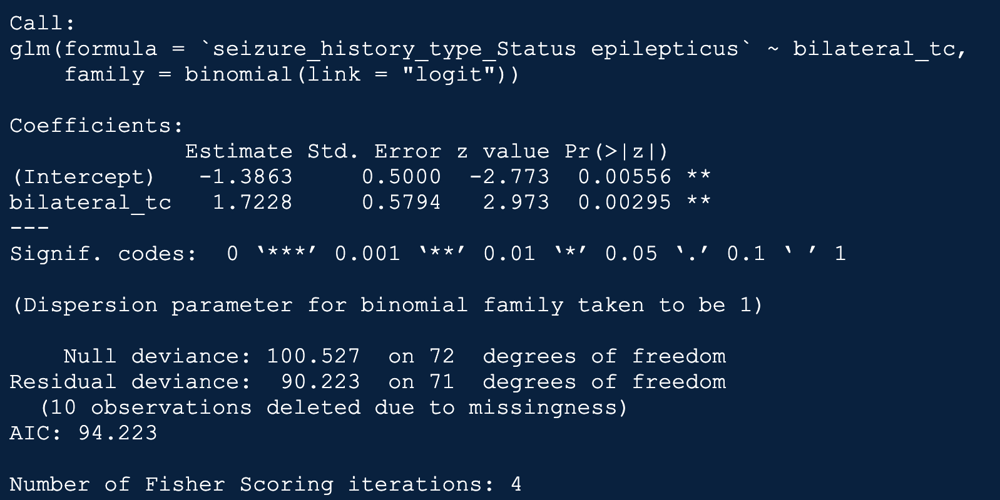 Call:
glm(formula = `seizure_history_type_Status epilepticus` ~ bilateral_tc,
    family = binomial(link = "logit"))

Coefficients:
             Estimate Std. Error z value Pr(>|z|)
(Intercept)   -1.3863     0.5000  -2.773  0.00556 **
bilateral_tc   1.7228     0.5794   2.973  0.00295 **
---
Signif. codes:  0 ‘***’ 0.001 ‘**’ 0.01 ‘*’ 0.05 ‘.’ 0.1 ‘ ’ 1

(Dispersion parameter for binomial family taken to be 1)

    Null deviance: 100.527  on 72  degrees of freedom
Residual deviance:  90.223  on 71  degrees of freedom
  (10 observations deleted due to missingness)
AIC: 94.223

Number of Fisher Scoring iterations: 4